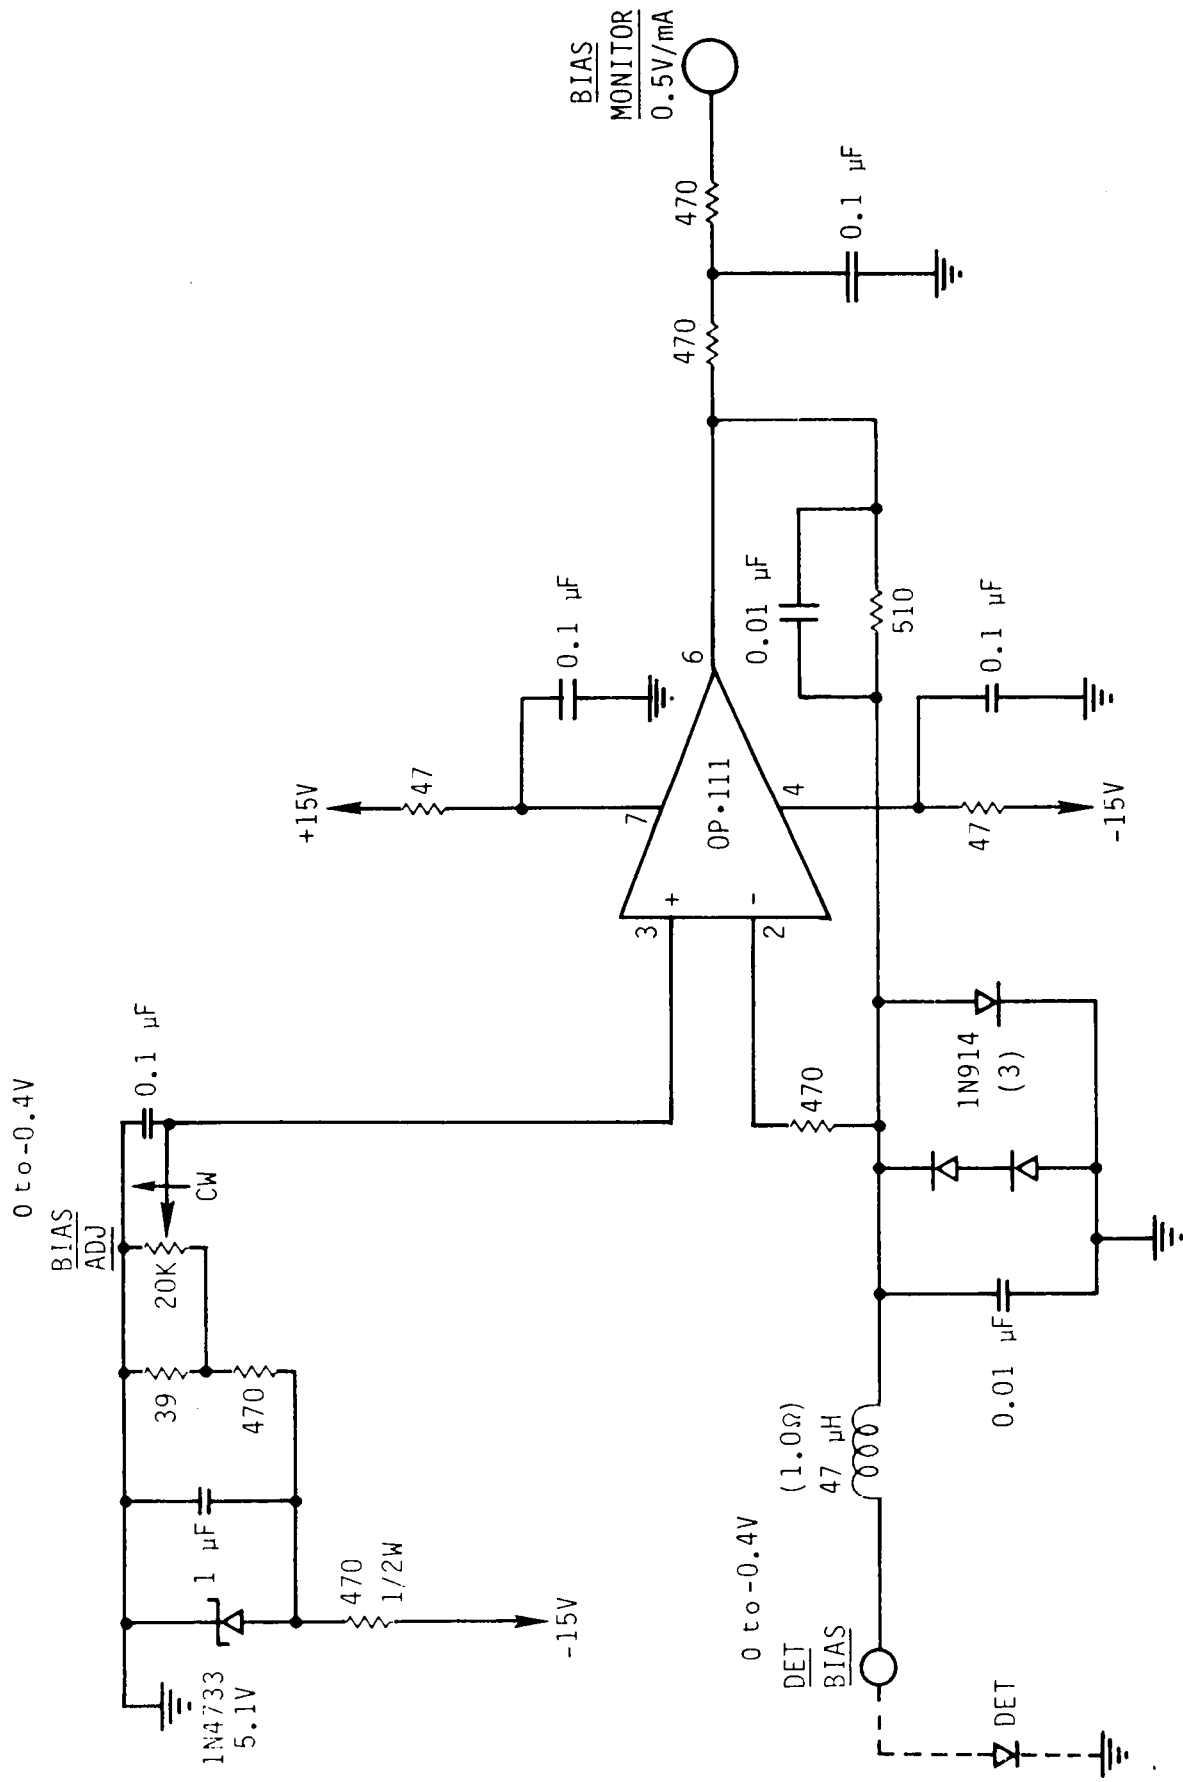 0 to-0.4V
BIAS
ADJ
0.1 µF
CW
20K
39
470
1 µF
1N4733
5.1V
470
1/2W
-15V
+15V
47
0.1 µF
7
3
+
-
2
OP·111
6
4
BIAS
MONITOR
0.5V/mA
470
470
0.1 µF
0.01 µF
510
0.1 µF
47
-15V
470
1N914
(3)
0.01 µF
(1.0Ω)
47 µH
0 to-0.4V
DET
BIAS
DET